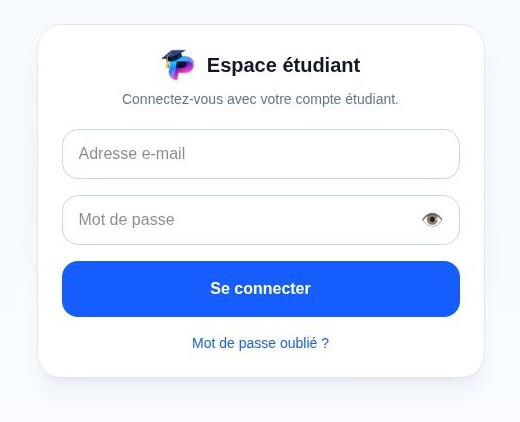 Espace étudiant
Connectez-vous avec votre compte étudiant.
Adresse e-mail
Mot de passe
Se connecter
Mot de passe oublié ?